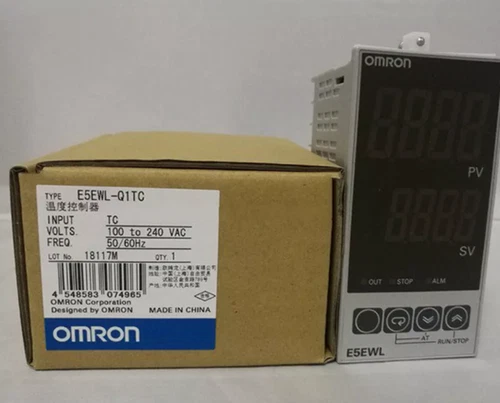 TYPE E5EWL-Q1TC
温度控制器
INPUT TC
VOLTS. 100 to 240 VAC
FREQ. 50/60Hz
LOT No 18117M QTY. 1
4 548583 074965
OMRON Corporation
Designed by OMRON
MADE IN CHINA
OMRON
OMRON
PV
SV
OUT STOP ALM
AT
RUN/STOP
E5EWL